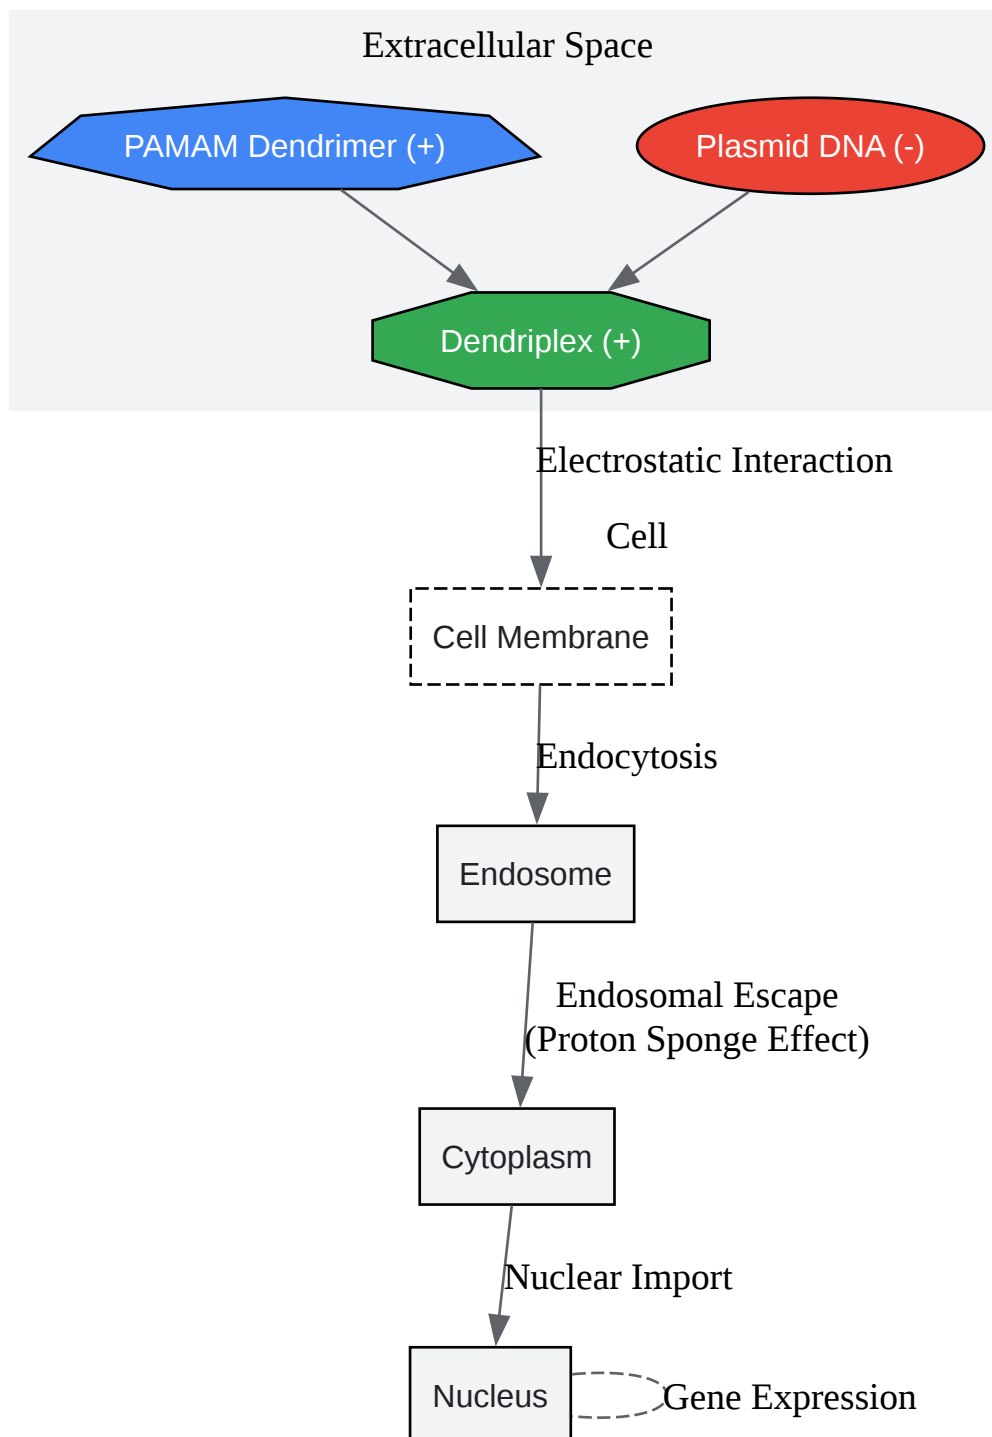 Extracellular Space
PAMAM Dendrimer (+)
Plasmid DNA (-)
Dendriplex (+)
Electrostatic Interaction
Cell
Cell Membrane
Endocytosis
Endosome
Endosomal Escape
(Proton Sponge Effect)
Cytoplasm
Nuclear Import
Nucleus
Gene Expression